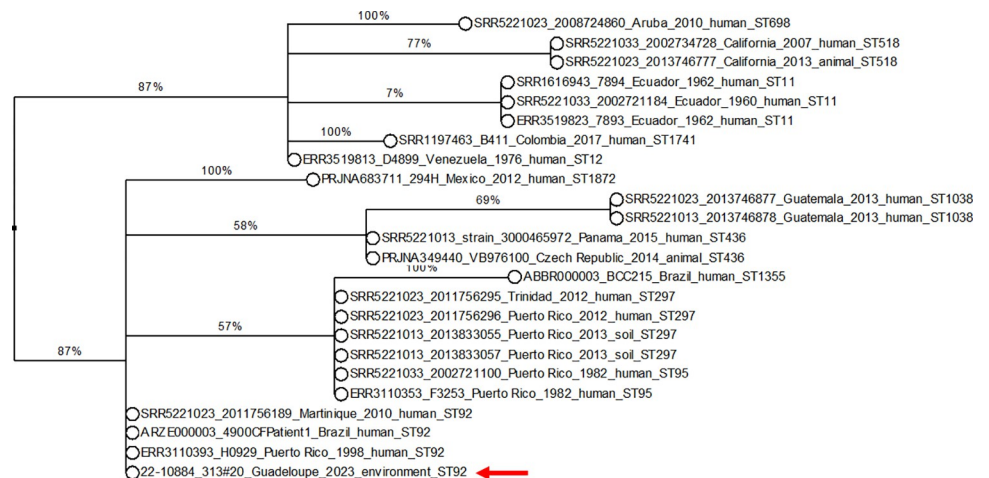 100%
SRR5221023_2008724860_Aruba_2010_human_ST698
77%
SRR5221033_2002734728_California_2007_human_ST518
SRR5221033_2013746777_California_2013_animal_ST518
87%
SRR1616943_7894_Ecuador_1962_human_ST11
7%
SRR5221033_2002721184_Ecuador_1960_human_ST11
ERR3519823_7893_Ecuador_1962_human_ST11
100%
SRR1197463_B411_Colombia_2017_human_ST1741
ERR3519813_D4899_Venezuela_1976_human_ST12
100%
PRJNA683711_294H_Mexico_2012_human_ST1872
69%
SRR5221023_2013746877_Guatemala_2013_human_ST1038
SRR5221013_2013746878_Guatemala_2013_human_ST1038
58%
SRR5221013_strain_3000465972_Panama_2015_human_ST436
PRJNA349440_VB976100_Czech Republic_2014_animal_ST436
100%
ABBR000003_BCC215_Brazil_human_ST1355
SRR5221023_2011756295_Trinidad_2012_human_ST297
SRR5221023_2011756296_Puerto Rico_2012_human_ST297
57%
SRR5221013_2013833055_Puerto Rico_2013_soil_ST297
SRR5221013_2013833057_Puerto Rico_2013_soil_ST297
87%
SRR5221033_2002721100_Puerto Rico_1982_human_ST95
ERR3110353_F3253_Puerto Rico_1982_human_ST95
SRR5221023_2011756189_Martinique_2010_human_ST92
ARZE000003_4900CFPatient1_Brazil_human_ST92
ERR3110393_H0929_Puerto Rico_1998_human_ST92
22-10884_313#20_Guadeloupe_2023_environment_ST92